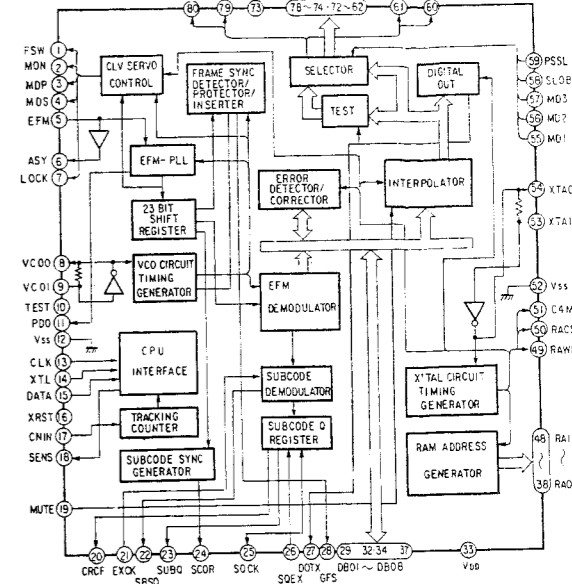 80 79 73 78~74·72~62 61 60
FSW 1
MON 2
MDP 3
MDS 4
EFM 5
ASY 6
LOCK 7
VCOO 8
VCOI 9
TEST 10
PDO 11
Vss 12
CLK 13
XTL 14
DATA 15
XRST 16
CNIN 17
SENS 18
MUTE 19
CLV SERVO
CONTROL
FRAME SYNC
DETECTOR/
PROTECTOR/
INSERTER
SELECTOR
DIGITAL
OUT
TEST
EFM-PLL
ERROR
DETECTOR/
CORRECTOR
INTERPOLATOR
23 BIT
SHIFT
REGISTER
VCO CIRCUIT
TIMING
GENERATOR
EFM
DEMODULATOR
CPU
INTERFACE
SUBCODE
DEMODULATOR
X'TAL CIRCUIT
TIMING
GENERATOR
TRACKING
COUNTER
SUBCODE Q
REGISTER
SUBCODE SYNC
GENERATOR
RAM ADDRESS
GENERATOR
59 PSSL
58 SLOB
57 MD3
56 MD2
55 MD1
54 XTAO
53 XTAI
52 Vss
51 C4M
50 RACS
49 RAW
48 RA1
38 RA0
20 21 22 23 24 25 26 27 28 29 32·34 37 33
CRCF EXCK SBSO SUBQ SCOR SQCK SQEX DOTX GFS DB01~DB08 VDD